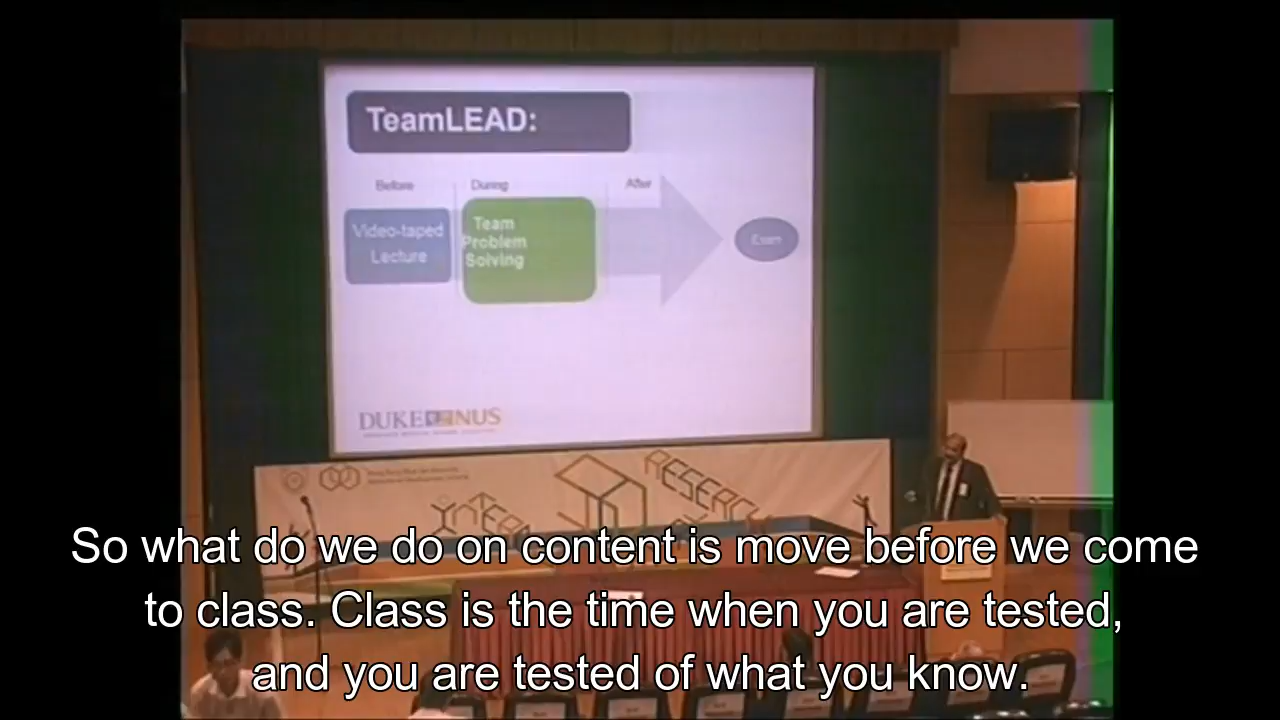 TeamLEAD:
Before During After
Video-taped
Lecture
Team
Problem
Solving
Exam
DUKE NUS
RESEARCH
So what do we do on content is move before we come
to class. Class is the time when you are tested,
and you are tested of what you know.